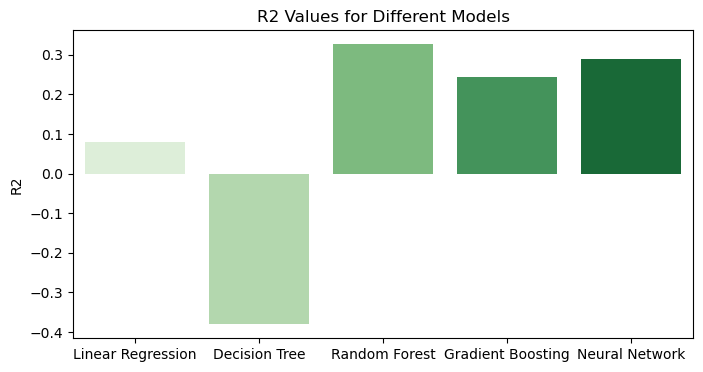 R2 Values for Different Models
R2
0.3
0.2
0.1
0.0
−0.1
−0.2
−0.3
−0.4
Linear Regression
Decision Tree
Random Forest
Gradient Boosting
Neural Network